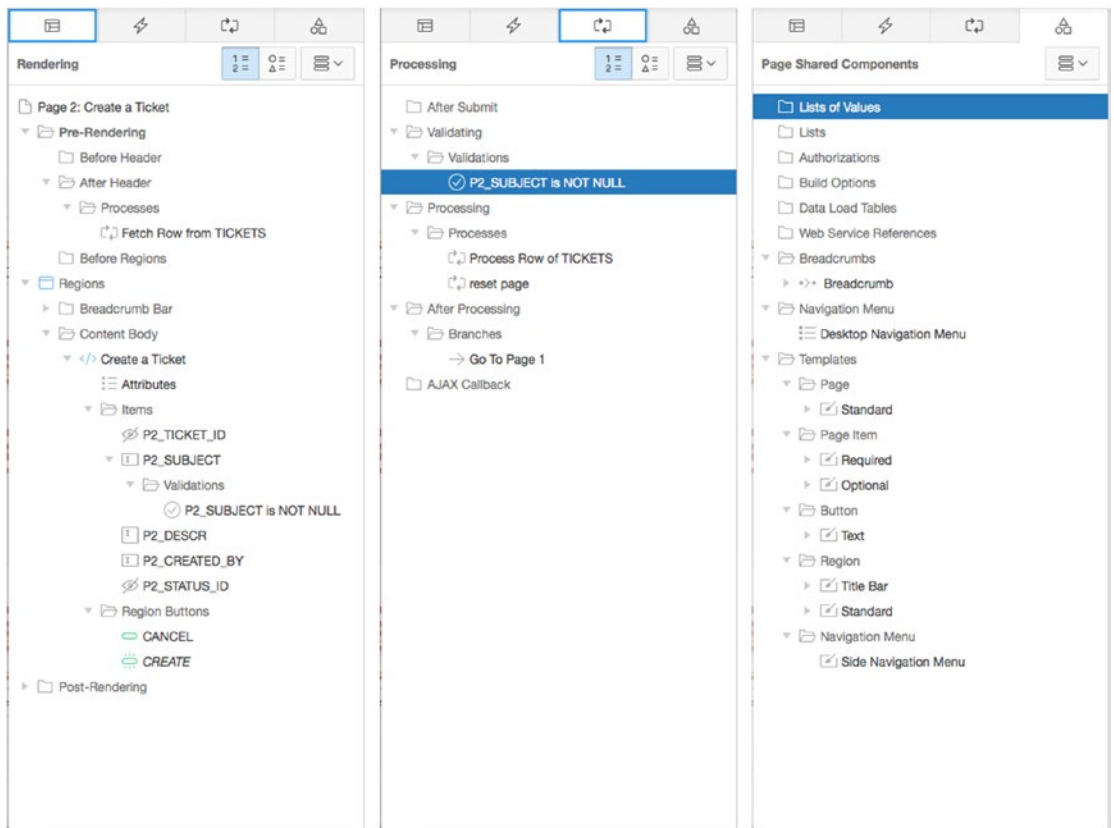 Rendering
Page 2: Create a Ticket
Pre-Rendering
Before Header
After Header
Processes
Fetch Row from TICKETS
Before Regions
Regions
Breadcrumb Bar
Content Body
Create a Ticket
Attributes
Items
P2_TICKET_ID
P2_SUBJECT
Validations
P2_SUBJECT is NOT NULL
P2_DESCR
P2_CREATED_BY
P2_STATUS_ID
Region Buttons
CANCEL
CREATE
Post-Rendering
Processing
After Submit
Validating
Validations
P2_SUBJECT is NOT NULL
Processing
Processes
Process Row of TICKETS
reset page
After Processing
Branches
Go To Page 1
AJAX Callback
Page Shared Components
Lists of Values
Lists
Authorizations
Build Options
Data Load Tables
Web Service References
Breadcrumbs
Breadcrumb
Navigation Menu
Desktop Navigation Menu
Templates
Page
Standard
Page Item
Required
Optional
Button
Text
Region
Title Bar
Standard
Navigation Menu
Side Navigation Menu